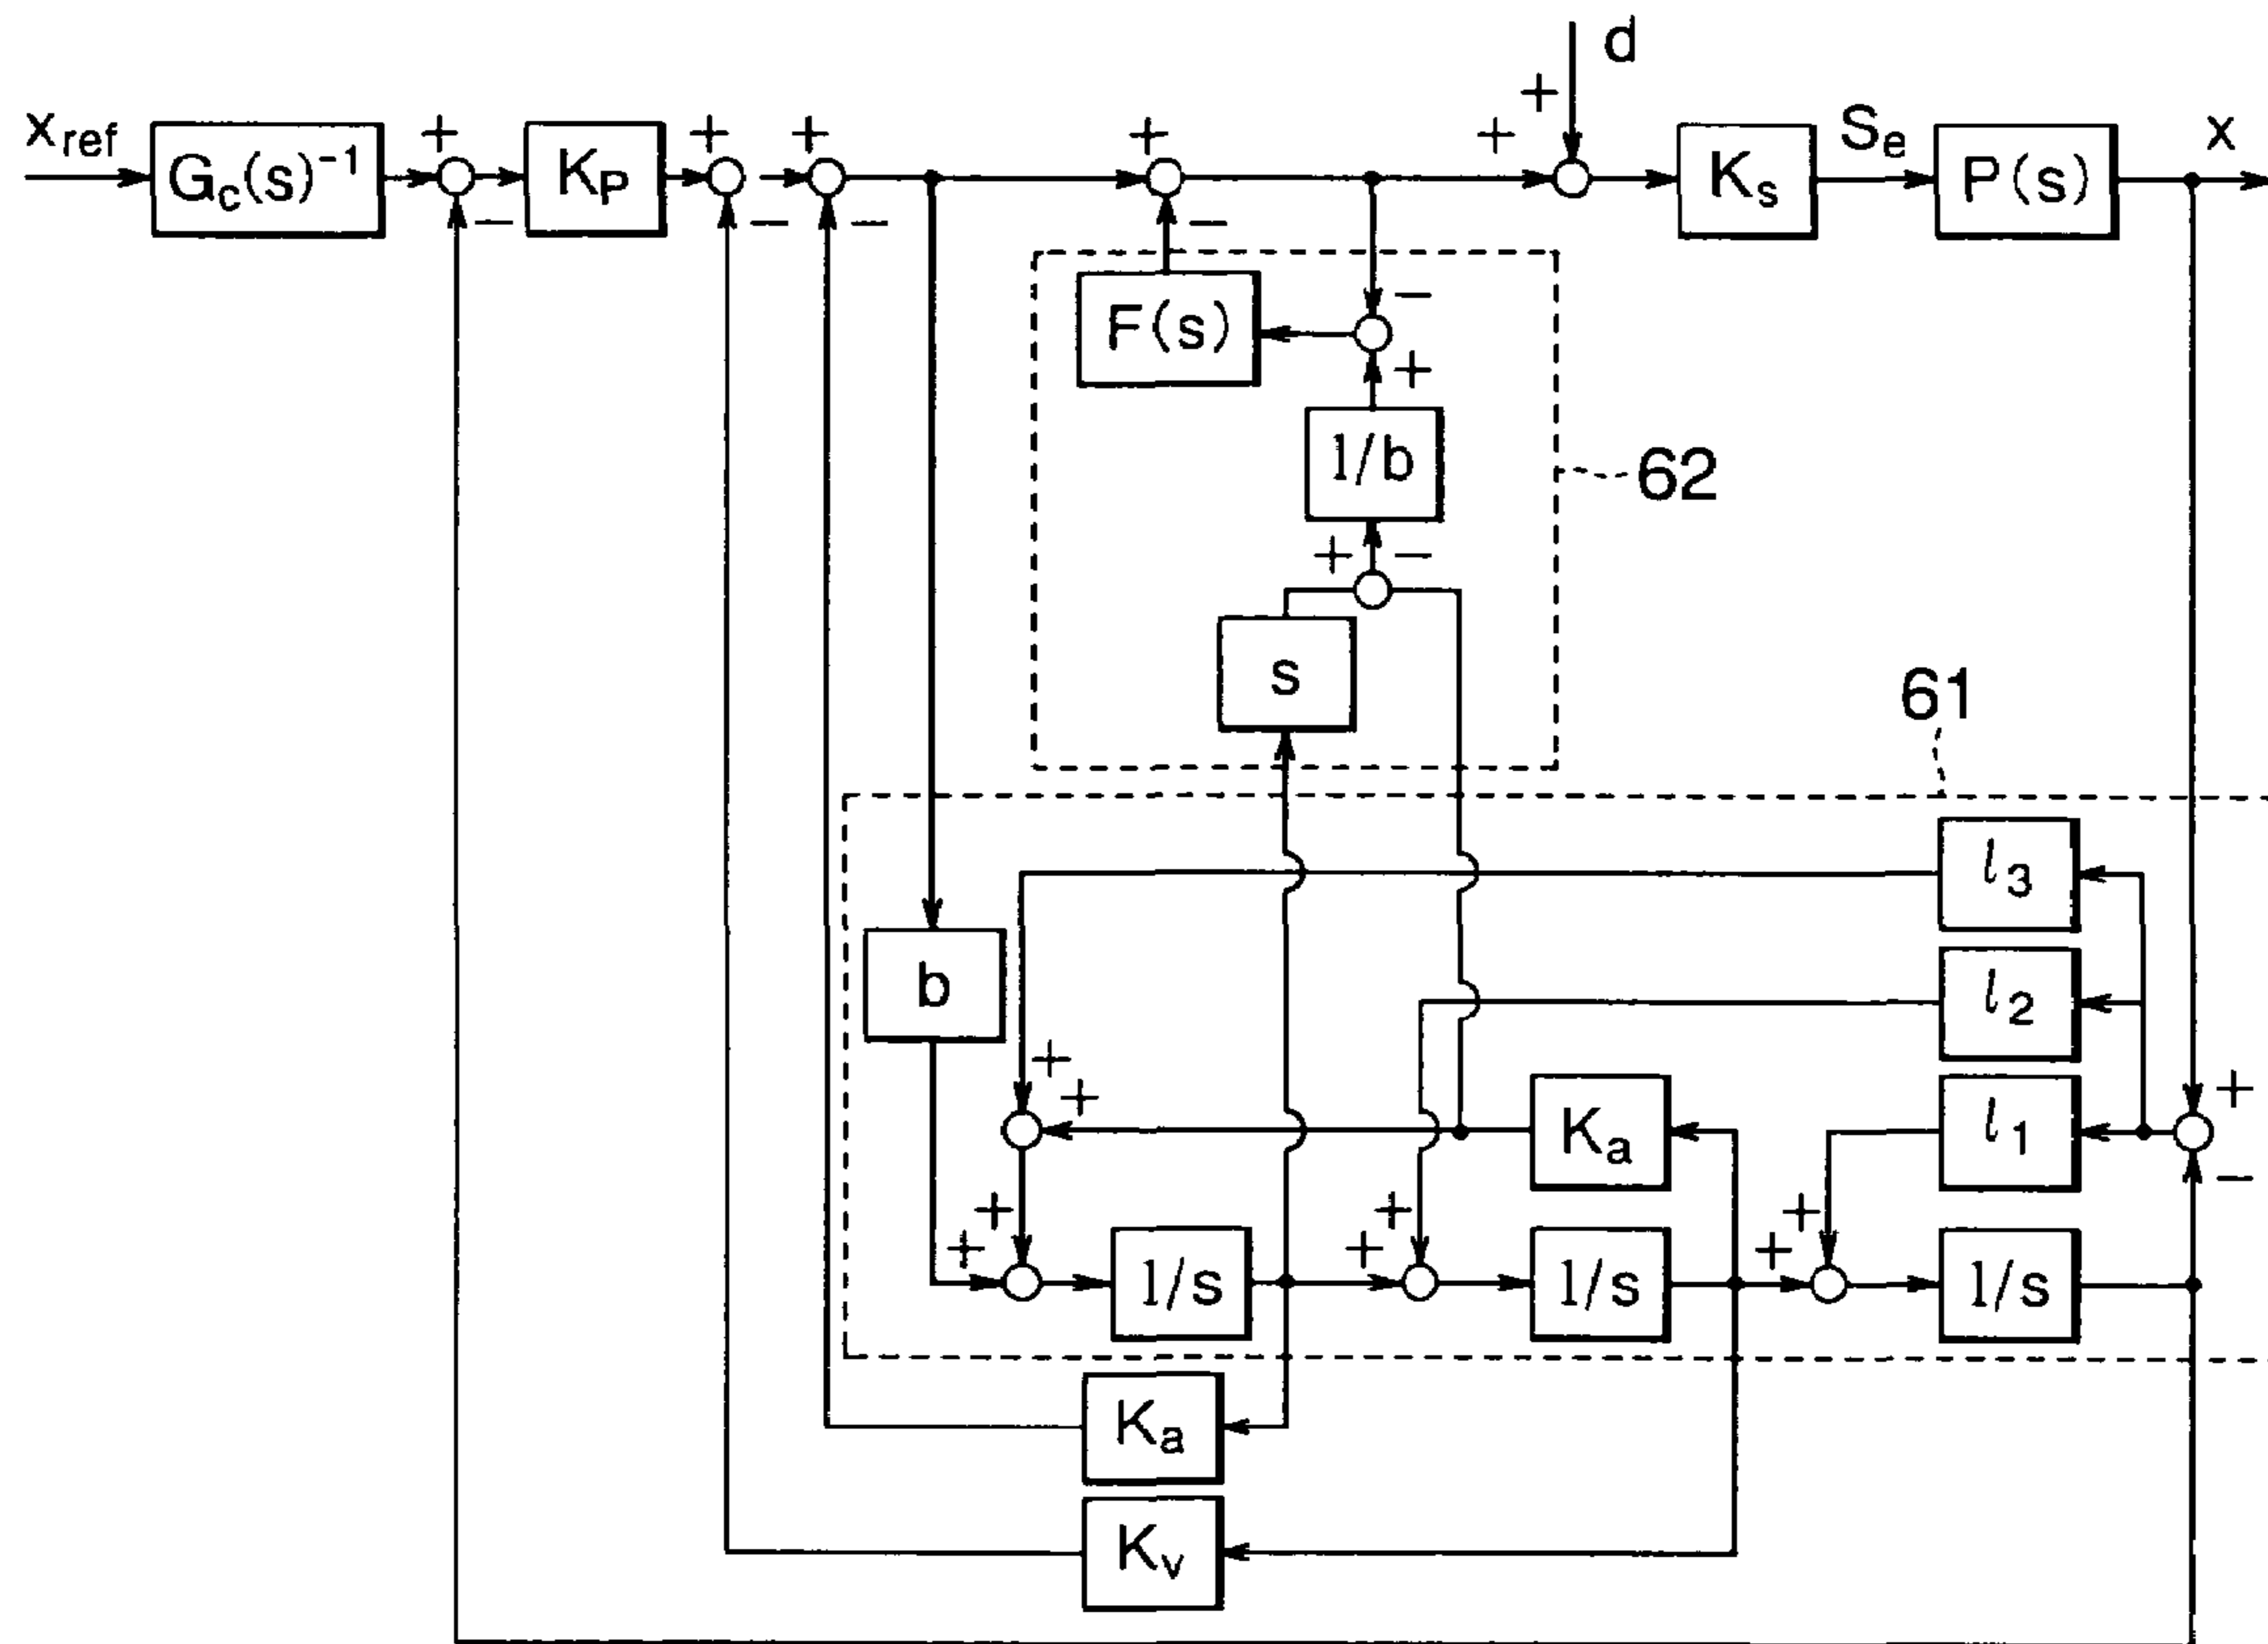 d
x_ref
G_c(s)^-1
+
−
K_P
+
−
+
−
+
−
+
+
K_s
S_e
P(s)
x
F(s)
−
+
1/b
62
+
−
s
61
l_3
b
l_2
+
+
K_a
l_1
+
−
+
+
1/s
+
+
1/s
+
+
1/s
K_a
K_v